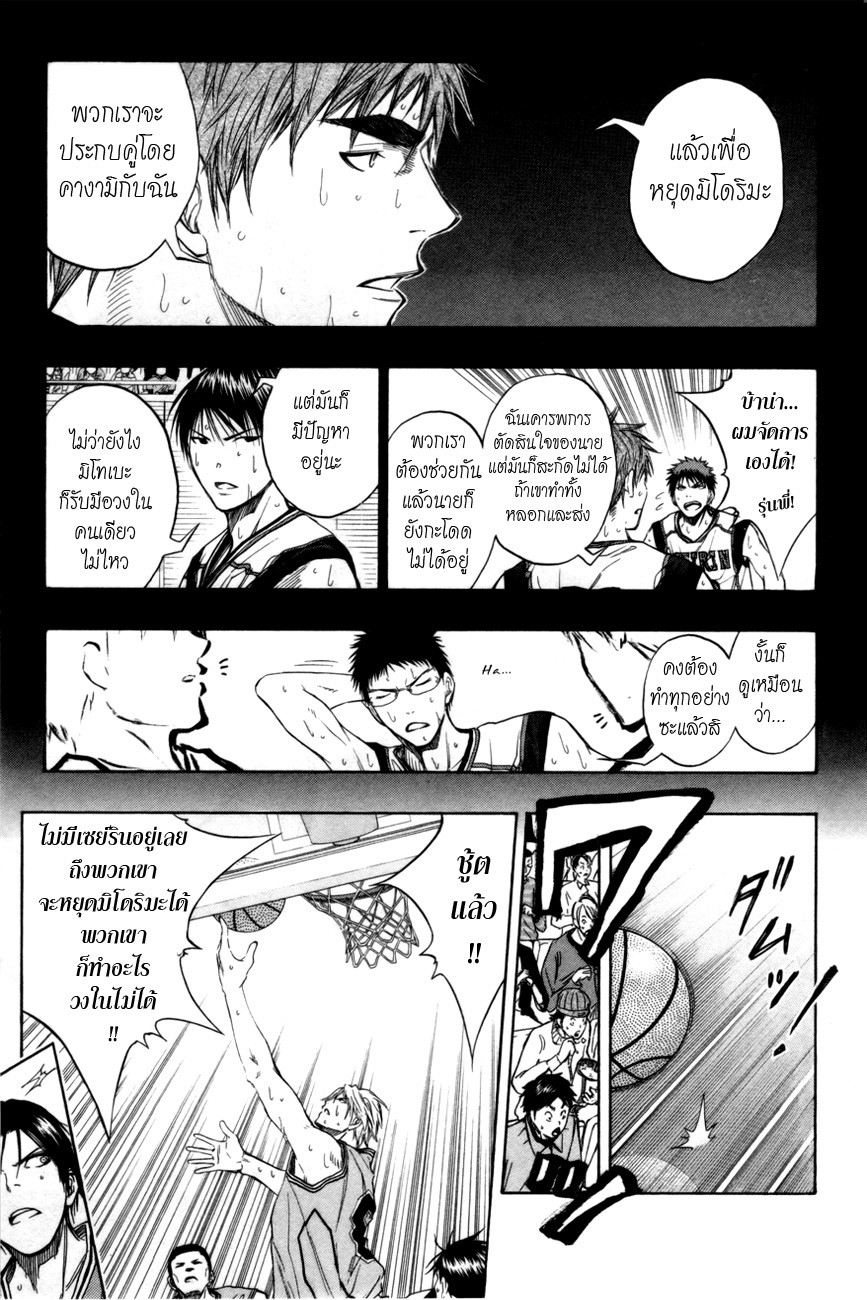 แล้วเพื่อ
หยุดมิโดริมะ
พวกเราจะ
ประกบคู่โดย
คางามิกับฉัน
บ้าน่า...
ผมจัดการ
เองได้!
รุ่นพี่!
ฉันเคารพการ
ตัดสินใจของนาย
แต่มันก็สะกัดไม่ได้
ถ้าเขาทำทั้ง
หลอกและส่ง
พวกเรา
ต้องช่วยกัน
แล้วนายก็
ยังกะโดด
ไม่ได้อยู่
SEIRIN
แต่มันก็
มีปัญหา
อยู่นะ
ไม่ว่ายังไง
มิโทเบะ
ก็รับมือวงใน
คนเดียว
ไม่ไหว
งั้นก็
ดูเหมือน
ว่า...
คงต้อง
ทำทุกอย่าง
ซะแล้วสิ
Ha...
ダムッ!
ワアアッ
ชู้ต
แล้ว
!!
ไม่มีเซย์รินอยู่เลย
ถึงพวกเขา
จะหยุดมิโดริมะได้
พวกเขา
ก็ทำอะไร
วงในไม่ได้
!!